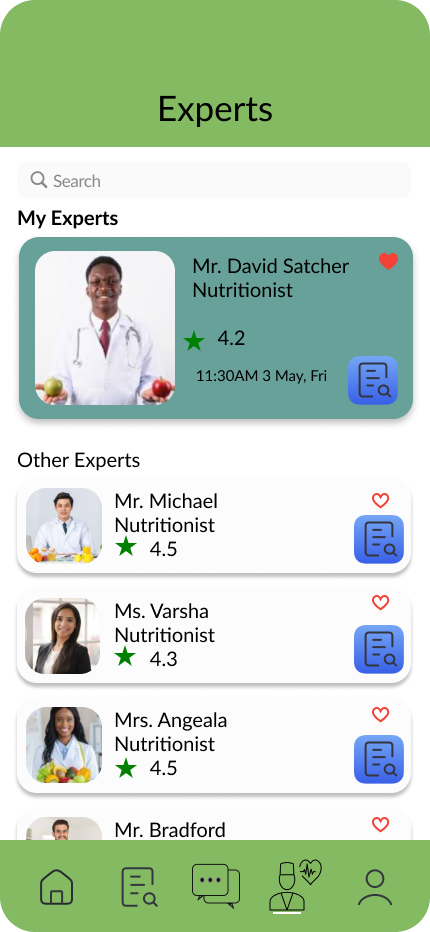 Experts
Search
My Experts
Mr. David Satcher
Nutritionist
4.2
11:30AM 3 May, Fri
Other Experts
Mr. Michael
Nutritionist
4.5
Ms. Varsha
Nutritionist
4.3
Mrs. Angeala
Nutritionist
4.5
Mr. Bradford